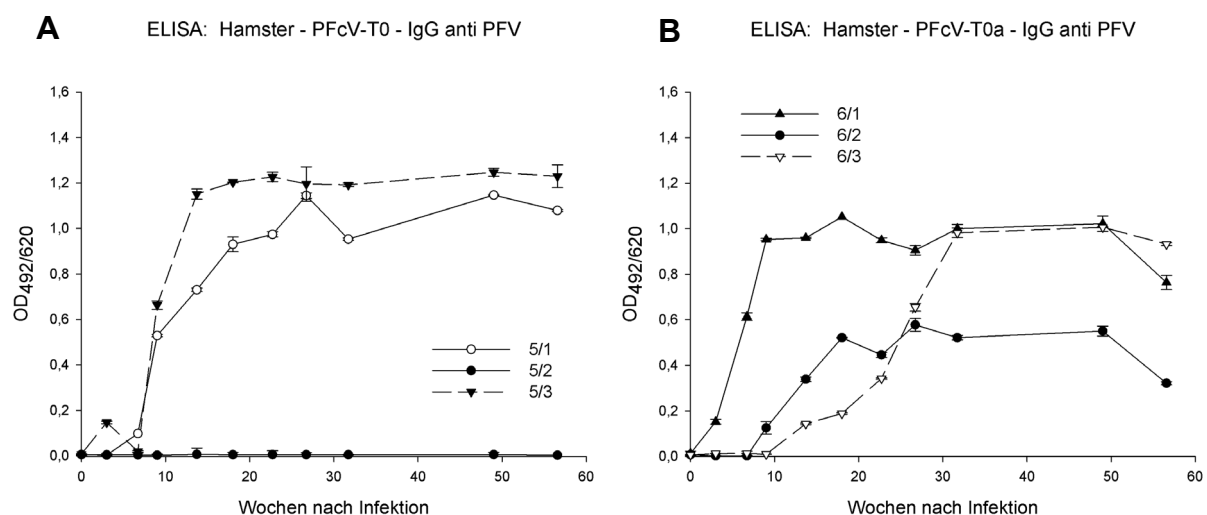 A
ELISA: Hamster - PFcV-T0 - IgG anti PFV
OD492/620
1,6
1,4
1,2
1,0
0,8
0,6
0,4
0,2
0,0
5/1
5/2
5/3
0 10 20 30 40 50 60
Wochen nach Infektion
B
ELISA: Hamster - PFcV-T0a - IgG anti PFV
OD492/620
1,6
1,4
1,2
1,0
0,8
0,6
0,4
0,2
0,0
6/1
6/2
6/3
0 10 20 30 40 50 60
Wochen nach Infektion